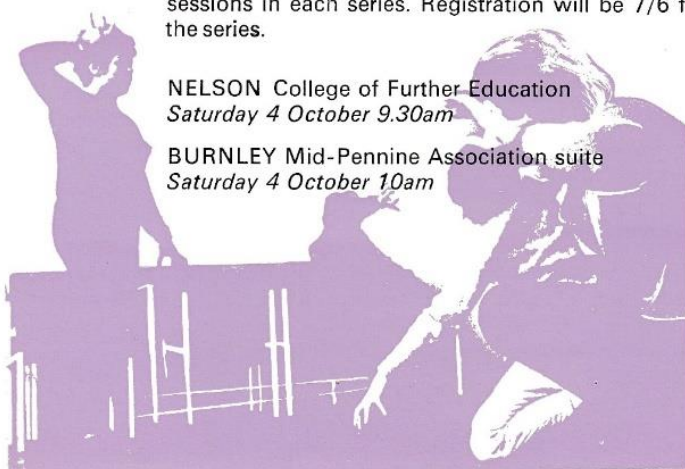 sessions in each series. Registration will be 7/6 f
the series.
NELSON College of Further Education
Saturday 4 October 9.30am
BURNLEY Mid-Pennine Association suite
Saturday 4 October 10am